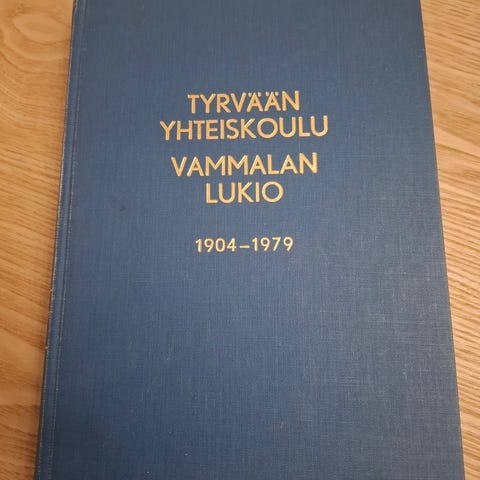 TYRVÄÄN
YHTEISKOULU
VAMMALAN
LUKIO
1904–1979